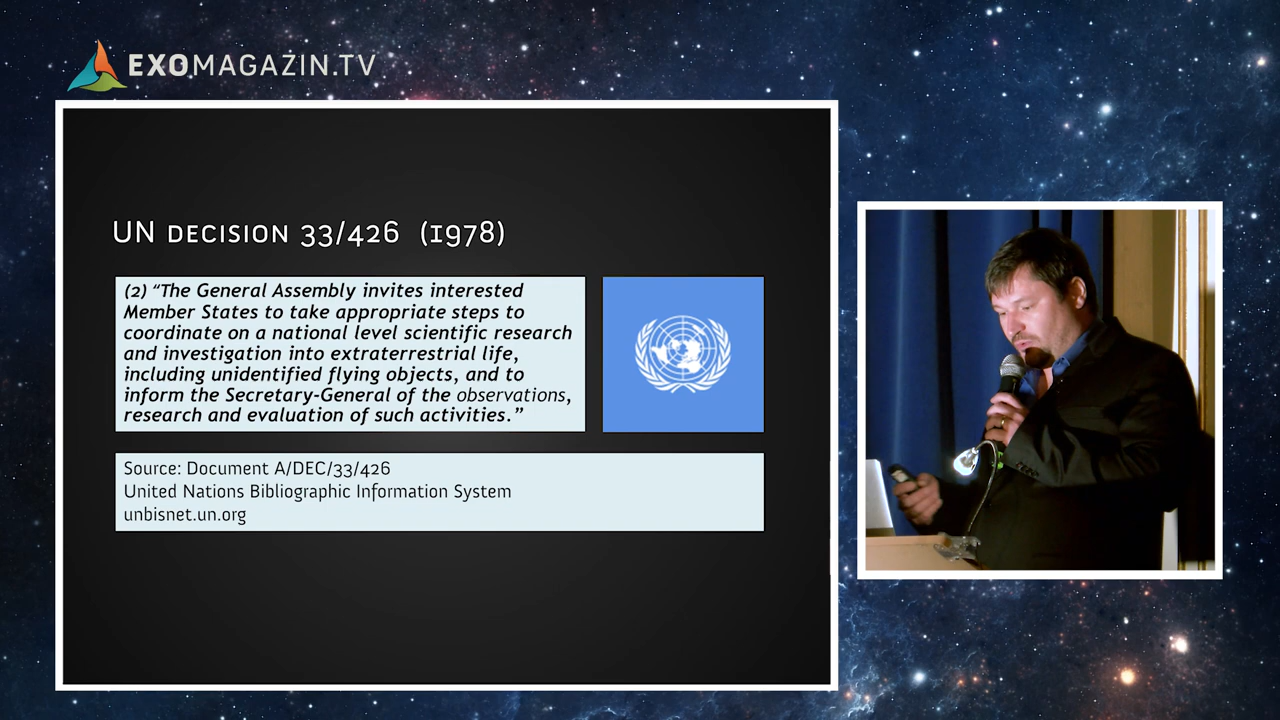 EXOMAGAZIN.TV
UN DECISION 33/426 (1978)
(2) “The General Assembly invites interested
Member States to take appropriate steps to
coordinate on a national level scientific research
and investigation into extraterrestrial life,
including unidentified flying objects, and to
inform the Secretary-General of the observations,
research and evaluation of such activities.”
Source: Document A/DEC/33/426
United Nations Bibliographic Information System
unbisnet.un.org